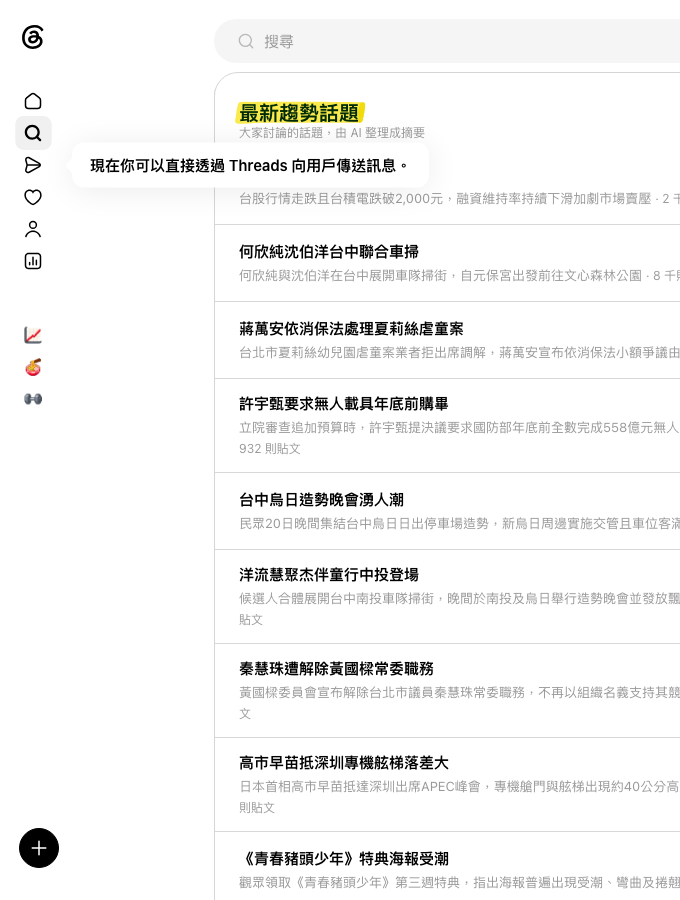 搜尋
最新趨勢話題
大家討論的話題，由 AI 整理成摘要
現在你可以直接透過 Threads 向用戶傳送訊息。
台股行情走跌且台積電跌破2,000元，融資維持率持續下滑加劇市場賣壓 · 2 千
何欣純沈伯洋台中聯合車掃
何欣純與沈伯洋在台中展開車隊掃街，自元保宮出發前往文心森林公園 · 8 千則
蔣萬安依消保法處理夏莉絲虐童案
台北市夏莉絲幼兒園虐童案業者拒出席調解，蔣萬安宣布依消保法小額爭議由
許宇甄要求無人載具年底前購畢
立院審查追加預算時，許宇甄提決議要求國防部年底前全數完成558億元無人
932 則貼文
台中烏日造勢晚會湧人潮
民眾20日晚間集結台中烏日日出停車場造勢，新烏日周邊實施交管且車位客滿
洋流慧聚杰伴童行中投登場
候選人合體展開台中南投車隊掃街，晚間於南投及烏日舉行造勢晚會並發放
貼文
秦慧珠遭解除黃國樑常委職務
黃國樑委員會宣布解除台北市議員秦慧珠常委職務，不再以組織名義支持其競
文
高市早苗抵深圳專機舷梯落差大
日本首相高市早苗抵達深圳出席APEC峰會，專機艙門與舷梯出現約40公分高
則貼文
《青春豬頭少年》特典海報受潮
觀眾領取《青春豬頭少年》第三週特典，指出海報普遍出現受潮、彎曲及捲翹